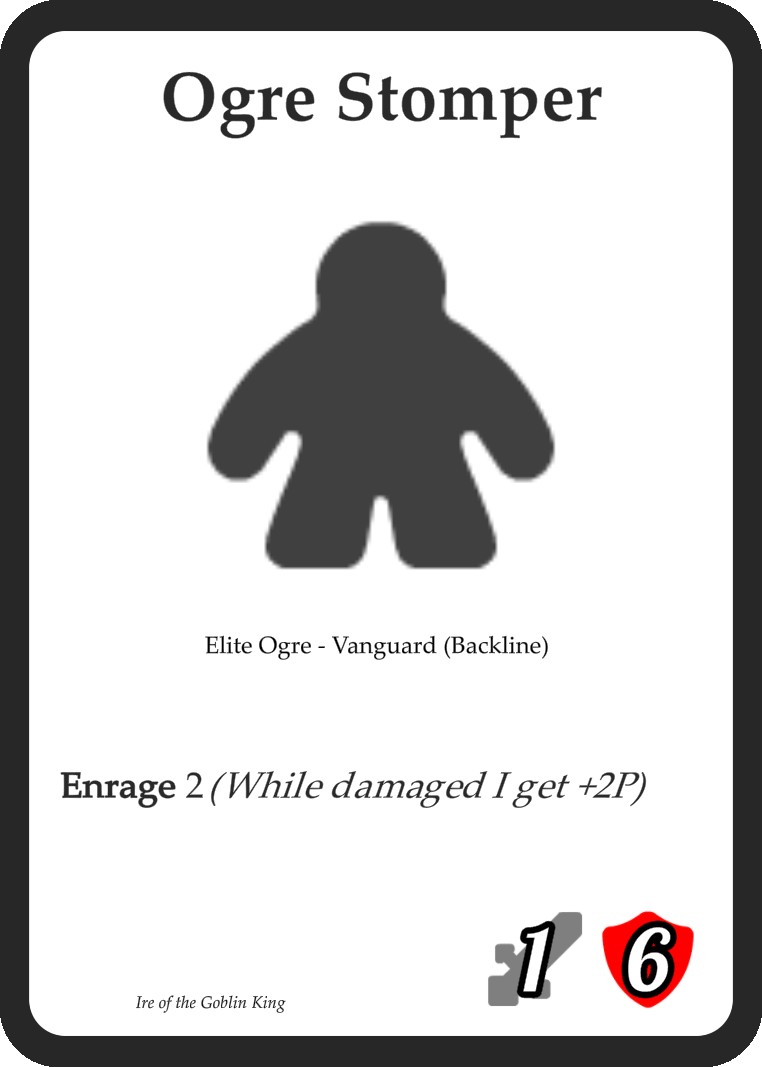 Ogre Stomper
Elite Ogre - Vanguard (Backline)
Enrage 2 (While damaged I get +2P)
1 6
Ire of the Goblin King